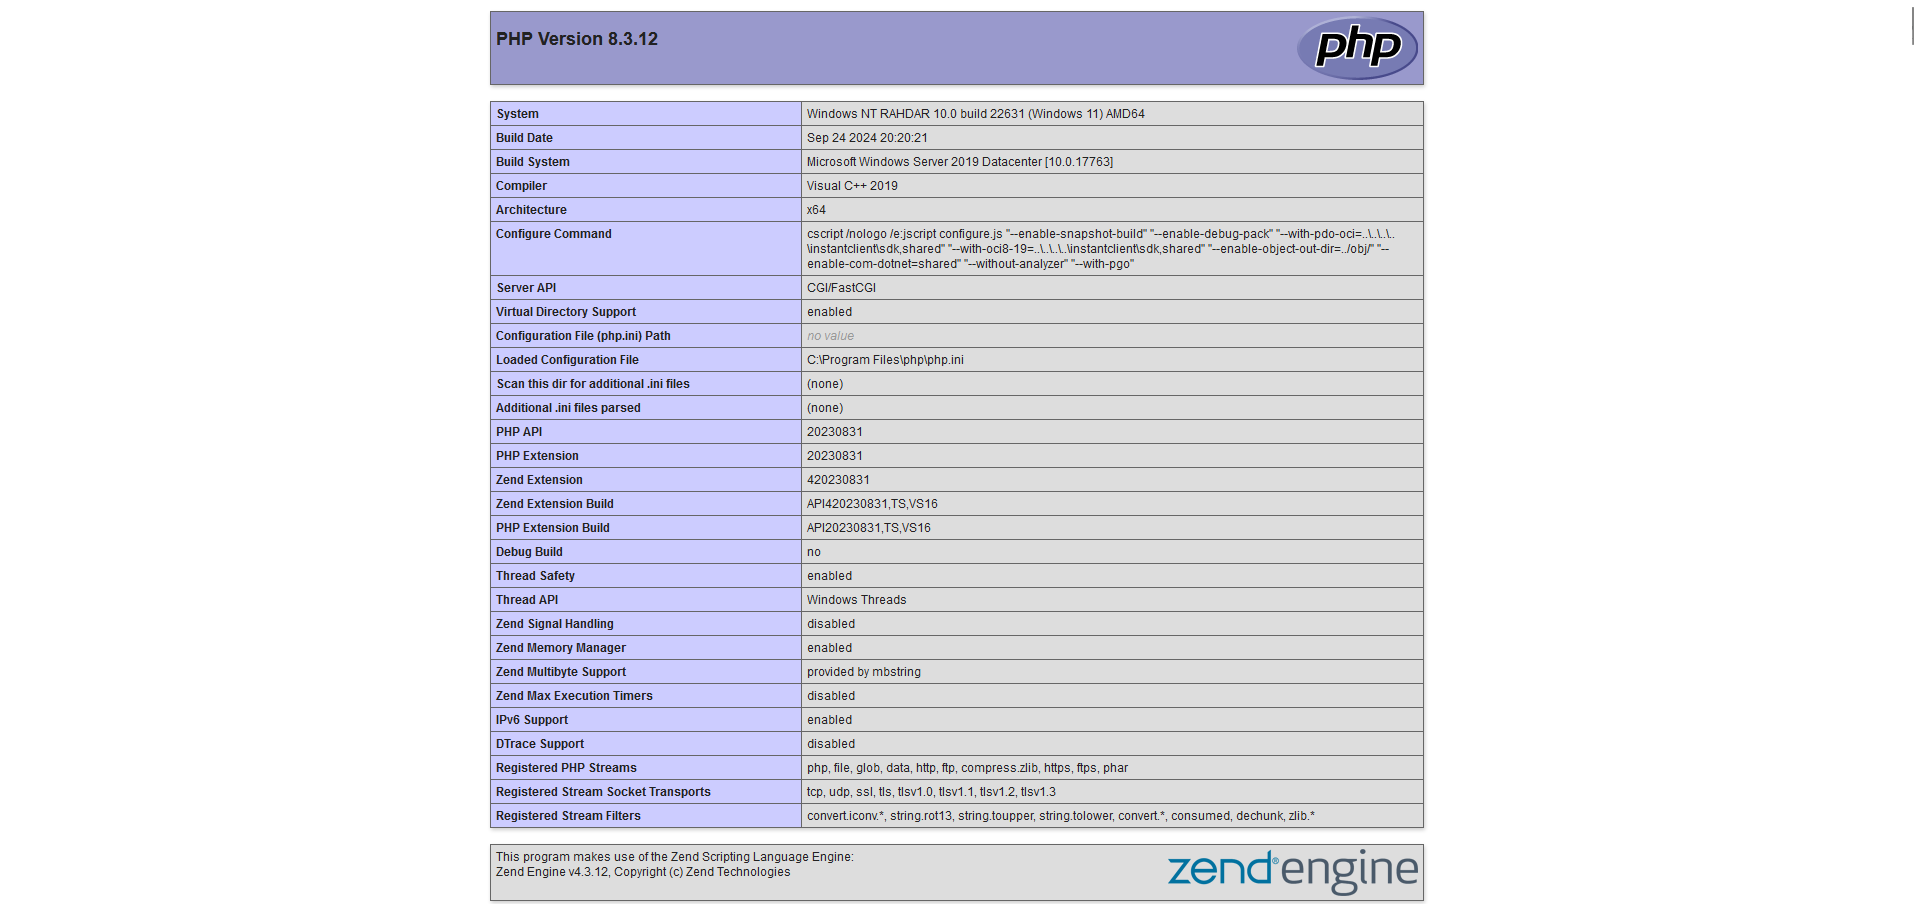 PHP Version 8.3.12
php
System Windows NT RAHDAR 10.0 build 22631 (Windows 11) AMD64
Build Date Sep 24 2024 20:20:21
Build System Microsoft Windows Server 2019 Datacenter [10.0.17763]
Compiler Visual C++ 2019
Architecture x64
Configure Command cscript /nologo /e:jscript configure.js "--enable-snapshot-build" "--enable-debug-pack" "--with-pdo-oci=..\..\..\..
\instantclient\sdk,shared" "--with-oci8-19=..\..\..\..\instantclient\sdk,shared" "--enable-object-out-dir=../obj/" "--
enable-com-dotnet=shared" "--without-analyzer" "--with-pgo"
Server API CGI/FastCGI
Virtual Directory Support enabled
Configuration File (php.ini) Path no value
Loaded Configuration File C:\Program Files\php\php.ini
Scan this dir for additional .ini files (none)
Additional .ini files parsed (none)
PHP API 20230831
PHP Extension 20230831
Zend Extension 420230831
Zend Extension Build API420230831,TS,VS16
PHP Extension Build API20230831,TS,VS16
Debug Build no
Thread Safety enabled
Thread API Windows Threads
Zend Signal Handling disabled
Zend Memory Manager enabled
Zend Multibyte Support provided by mbstring
Zend Max Execution Timers disabled
IPv6 Support enabled
DTrace Support disabled
Registered PHP Streams php, file, glob, data, http, ftp, compress.zlib, https, ftps, phar
Registered Stream Socket Transports tcp, udp, ssl, tls, tlsv1.0, tlsv1.1, tlsv1.2, tlsv1.3
Registered Stream Filters convert.iconv.*, string.rot13, string.toupper, string.tolower, convert.*, consumed, dechunk, zlib.*
This program makes use of the Zend Scripting Language Engine:
Zend Engine v4.3.12, Copyright (c) Zend Technologies
zend®engine